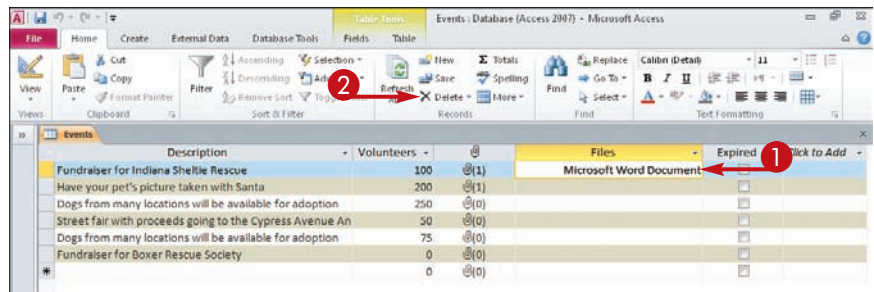 Table Tools Events : Database (Access 2007) - Microsoft Access
File Home Create External Data Database Tools Fields Table
View Paste Cut Copy Format Painter
Filter Ascending Descending Remove Sort Selection
Refresh New Save Delete Totals Spelling More
Find Replace Go To Select
Calibri (Detail) 11
B I U A
Views Clipboard Sort & Filter Records Find Text Formatting
2
1
Events
Description Volunteers Files Expired Click to Add
Fundraiser for Indiana Sheltie Rescue 100 (1) Microsoft Word Document
Have your pet's picture taken with Santa 200 (1)
Dogs from many locations will be available for adoption 250 (0)
Street fair with proceeds going to the Cypress Avenue An 50 (0)
Dogs from many locations will be available for adoption 75 (0)
Fundraiser for Boxer Rescue Society 0 (0)
* 0 (0)